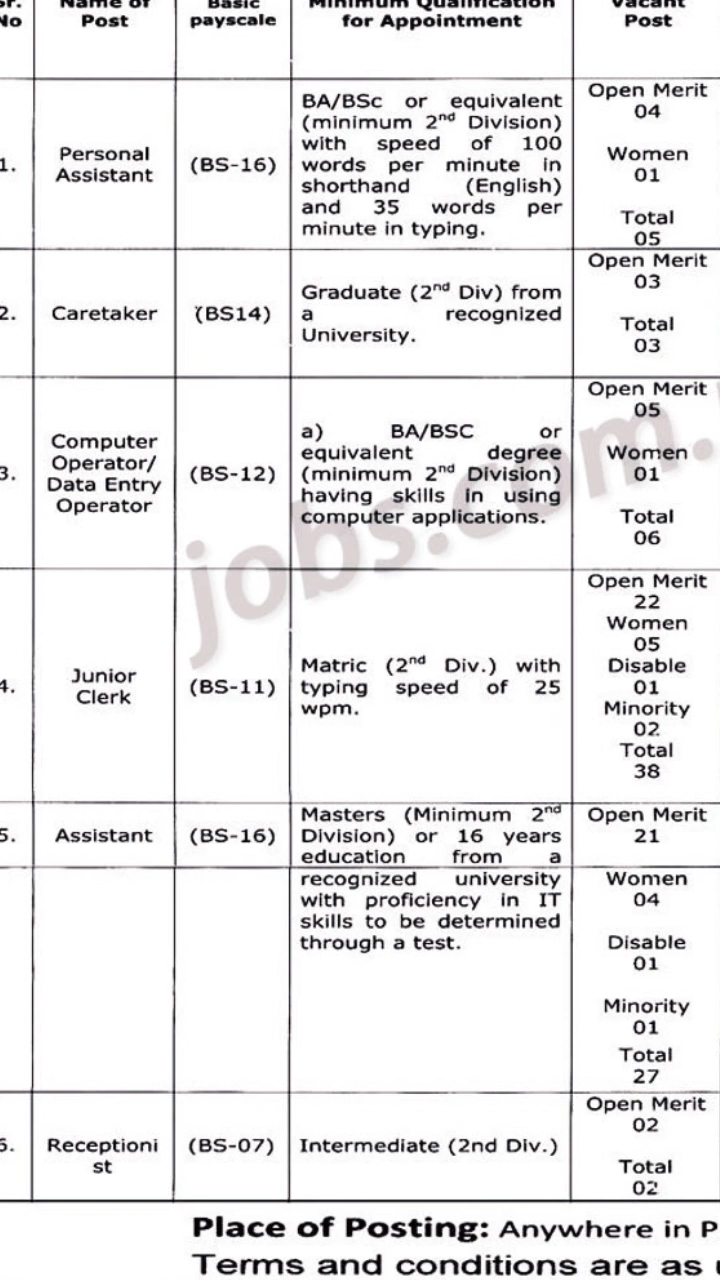 Sr. Name of Basic Minimum Qualification Vacant
No Post payscale for Appointment Post
1. Personal Assistant (BS-16)
BA/BSc or equivalent
(minimum 2nd Division)
with speed of 100
words per minute in
shorthand (English)
and 35 words per
minute in typing.
Open Merit
04
Women
01
Total
05
2. Caretaker (BS14)
Graduate (2nd Div) from
a recognized
University.
Open Merit
03
Total
03
3. Computer
Operator/
Data Entry
Operator
(BS-12)
a) BA/BSC or
equivalent degree
(minimum 2nd Division)
having skills in using
computer applications.
Open Merit
05
Women
01
Total
06
4. Junior
Clerk
(BS-11)
Matric (2nd Div.) with
typing speed of 25
wpm.
Open Merit
22
Women
05
Disable
01
Minority
02
Total
38
5. Assistant (BS-16)
Masters (Minimum 2nd
Division) or 16 years
education from a
recognized university
with proficiency in IT
skills to be determined
through a test.
Open Merit
21
Women
04
Disable
01
Minority
01
Total
27
6. Receptioni
st
(BS-07)
Intermediate (2nd Div.)
Open Merit
02
Total
02
Place of Posting: Anywhere in P
Terms and conditions are as
jobs.com.